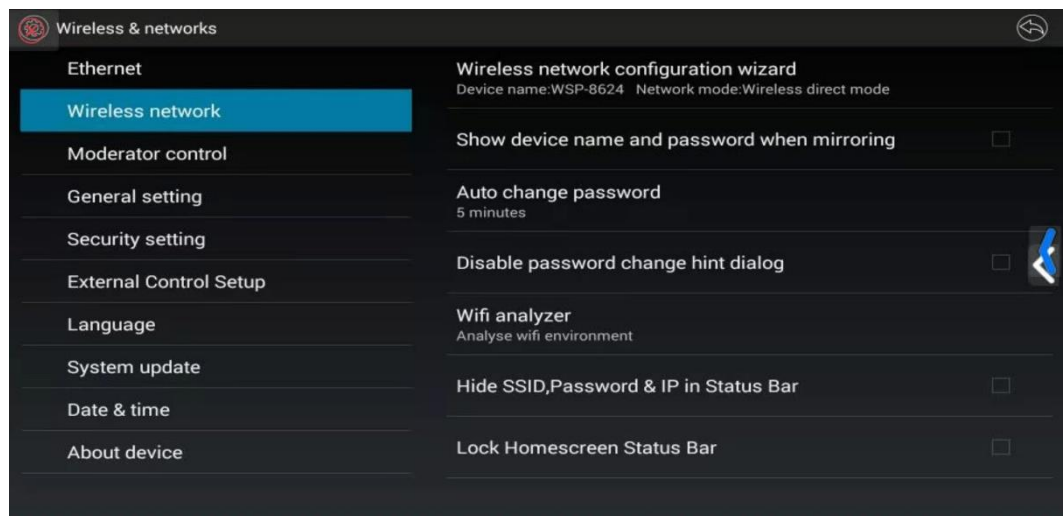 Wireless & networks
Ethernet
Wireless network
Moderator control
General setting
Security setting
External Control Setup
Language
System update
Date & time
About device
Wireless network configuration wizard
Device name:WSP-8624 Network mode:Wireless direct mode
Show device name and password when mirroring
Auto change password
5 minutes
Disable password change hint dialog
Wifi analyzer
Analyse wifi environment
Hide SSID,Password & IP in Status Bar
Lock Homescreen Status Bar